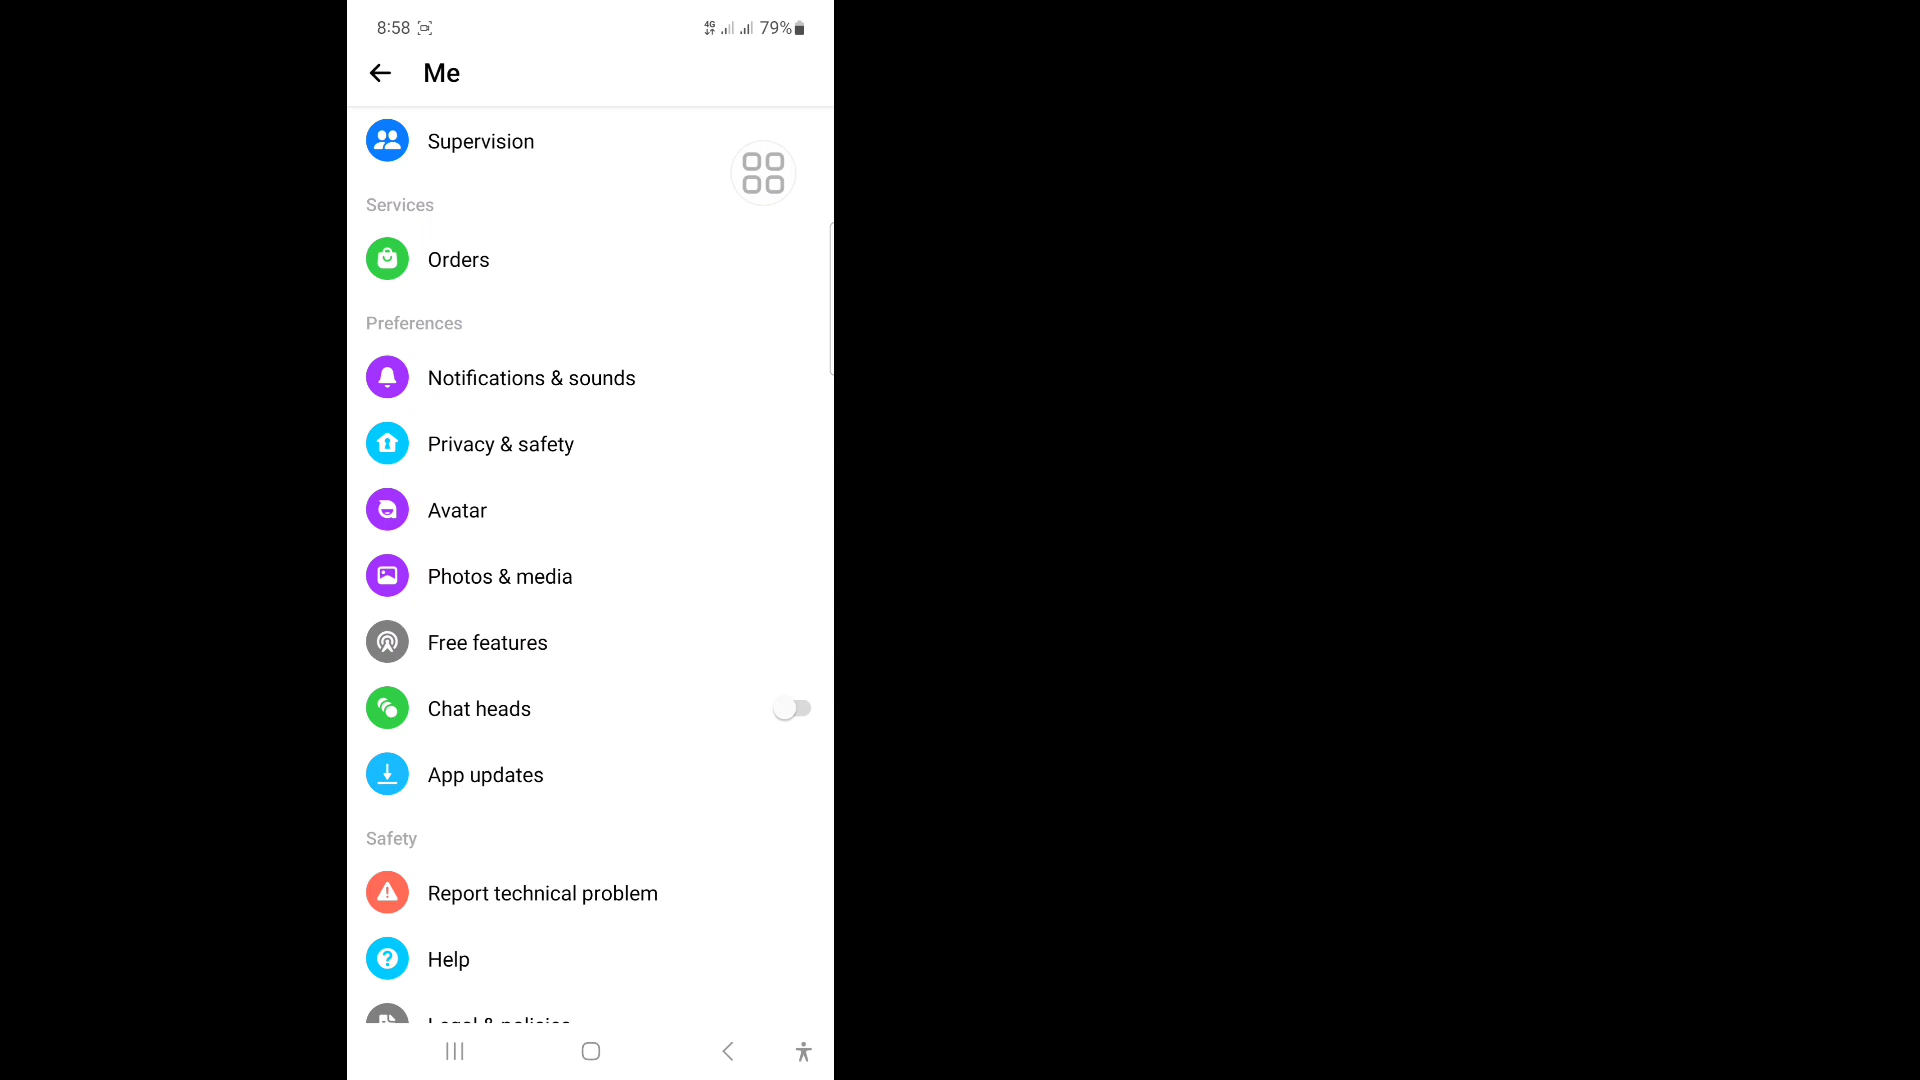 8:58
4G 79%
Me
Supervision
Services
Orders
Preferences
Notifications & sounds
Privacy & safety
Avatar
Photos & media
Free features
Chat heads
App updates
Safety
Report technical problem
Help
Legal & policies